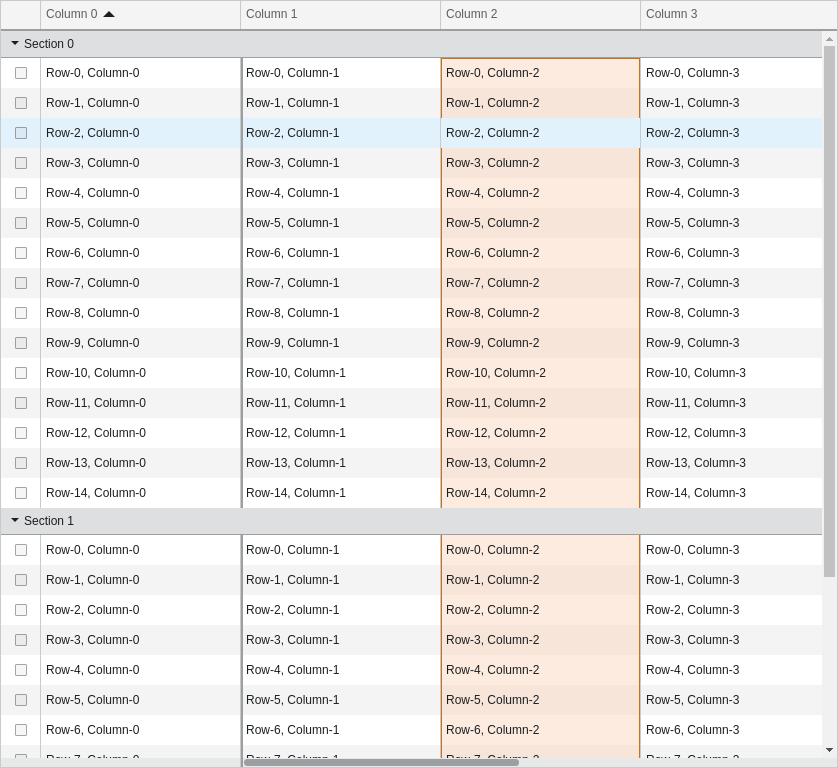 Column 0 Column 1 Column 2 Column 3
Section 0
Row-0, Column-0 Row-0, Column-1 Row-0, Column-2 Row-0, Column-3
Row-1, Column-0 Row-1, Column-1 Row-1, Column-2 Row-1, Column-3
Row-2, Column-0 Row-2, Column-1 Row-2, Column-2 Row-2, Column-3
Row-3, Column-0 Row-3, Column-1 Row-3, Column-2 Row-3, Column-3
Row-4, Column-0 Row-4, Column-1 Row-4, Column-2 Row-4, Column-3
Row-5, Column-0 Row-5, Column-1 Row-5, Column-2 Row-5, Column-3
Row-6, Column-0 Row-6, Column-1 Row-6, Column-2 Row-6, Column-3
Row-7, Column-0 Row-7, Column-1 Row-7, Column-2 Row-7, Column-3
Row-8, Column-0 Row-8, Column-1 Row-8, Column-2 Row-8, Column-3
Row-9, Column-0 Row-9, Column-1 Row-9, Column-2 Row-9, Column-3
Row-10, Column-0 Row-10, Column-1 Row-10, Column-2 Row-10, Column-3
Row-11, Column-0 Row-11, Column-1 Row-11, Column-2 Row-11, Column-3
Row-12, Column-0 Row-12, Column-1 Row-12, Column-2 Row-12, Column-3
Row-13, Column-0 Row-13, Column-1 Row-13, Column-2 Row-13, Column-3
Row-14, Column-0 Row-14, Column-1 Row-14, Column-2 Row-14, Column-3
Section 1
Row-0, Column-0 Row-0, Column-1 Row-0, Column-2 Row-0, Column-3
Row-1, Column-0 Row-1, Column-1 Row-1, Column-2 Row-1, Column-3
Row-2, Column-0 Row-2, Column-1 Row-2, Column-2 Row-2, Column-3
Row-3, Column-0 Row-3, Column-1 Row-3, Column-2 Row-3, Column-3
Row-4, Column-0 Row-4, Column-1 Row-4, Column-2 Row-4, Column-3
Row-5, Column-0 Row-5, Column-1 Row-5, Column-2 Row-5, Column-3
Row-6, Column-0 Row-6, Column-1 Row-6, Column-2 Row-6, Column-3